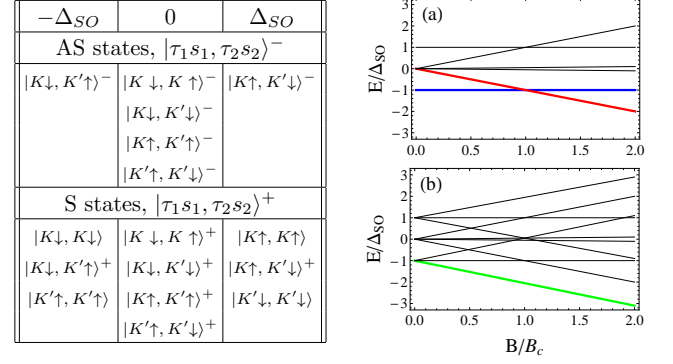 −Δ_SO 0 Δ_SO
AS states, |τ₁s₁, τ₂s₂⟩⁻
|K↓, K′↑⟩⁻ |K ↓, K ↑⟩⁻ |K↑, K′↓⟩⁻
|K↓, K′↓⟩⁻
|K↑, K′↑⟩⁻
|K′↑, K′↓⟩⁻
S states, |τ₁s₁, τ₂s₂⟩⁺
|K↓, K↓⟩ |K ↓, K ↑⟩⁺ |K↑, K↑⟩
|K↓, K′↑⟩⁺ |K↓, K′↓⟩⁺ |K↑, K′↓⟩⁺
|K′↑, K′↑⟩ |K↑, K′↑⟩⁺ |K′↓, K′↓⟩
|K′↑, K′↓⟩⁺
(a)
E/Δ_SO
3
2
1
0
−1
−2
−3
0.0 0.5 1.0 1.5 2.0
(b)
E/Δ_SO
3
2
1
0
−1
−2
−3
0.0 0.5 1.0 1.5 2.0
B/B_c